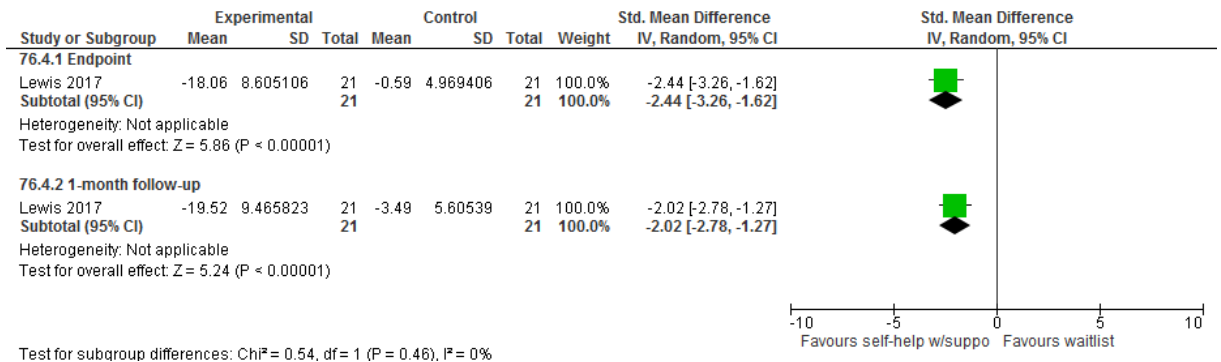 Experimental Control Std. Mean Difference Std. Mean Difference
Study or Subgroup Mean SD Total Mean SD Total Weight IV, Random, 95% CI IV, Random, 95% CI
76.4.1 Endpoint
Lewis 2017 -18.06 8.605106 21 -0.59 4.969406 21 100.0% -2.44 [-3.26, -1.62]
Subtotal (95% CI) 21 21 100.0% -2.44 [-3.26, -1.62]
Heterogeneity: Not applicable
Test for overall effect: Z = 5.86 (P < 0.00001)
76.4.2 1-month follow-up
Lewis 2017 -19.52 9.465823 21 -3.49 5.60539 21 100.0% -2.02 [-2.78, -1.27]
Subtotal (95% CI) 21 21 100.0% -2.02 [-2.78, -1.27]
Heterogeneity: Not applicable
Test for overall effect: Z = 5.24 (P < 0.00001)
-10 -5 0 5 10
Favours self-help w/suppo Favours waitlist
Test for subgroup differences: Chi² = 0.54, df = 1 (P = 0.46), I² = 0%